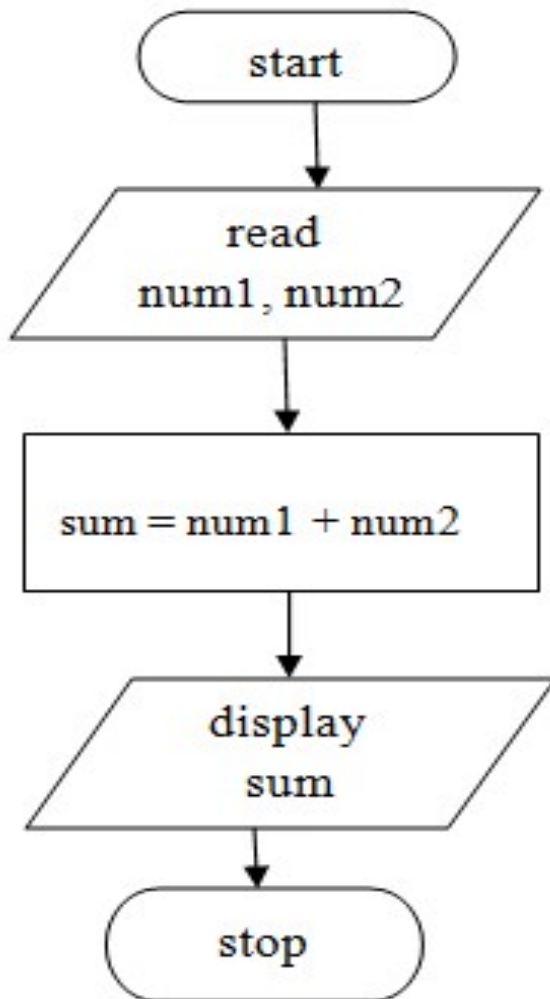 start
read
num1, num2
sum = num1 + num2
display
sum
stop